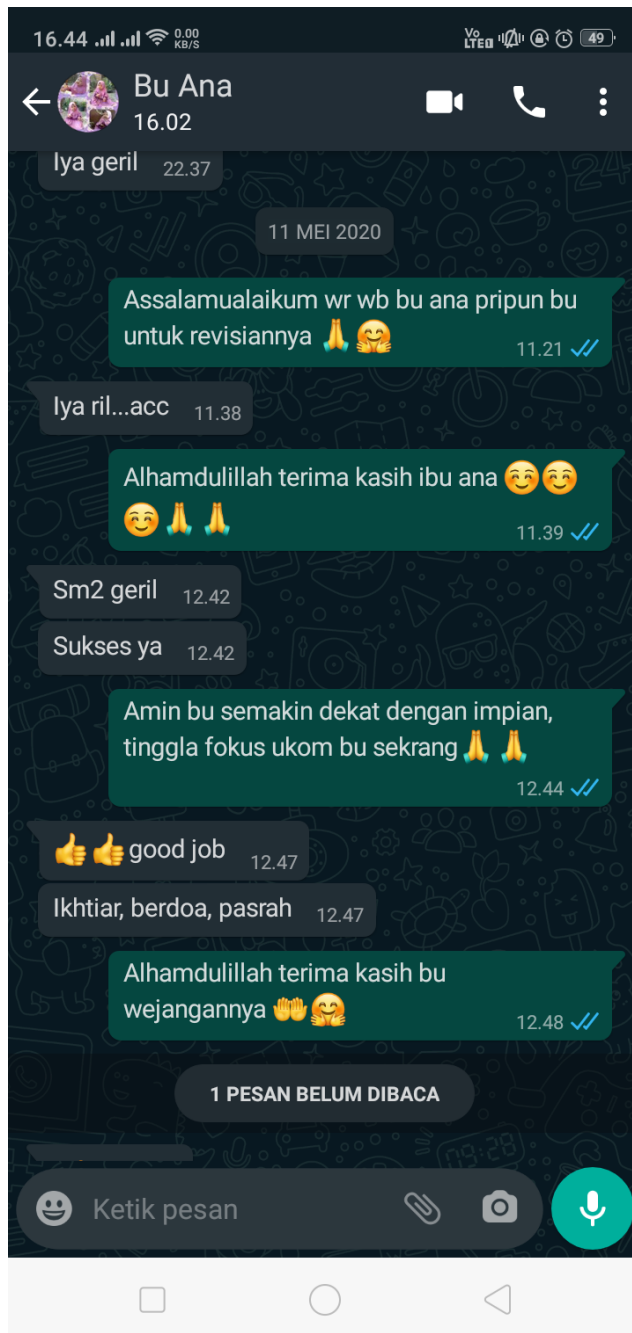 16.44 0.00 KB/S Vo LTE 49
Bu Ana
16.02
Iya geril 22.37
11 MEI 2020
Assalamualaikum wr wb bu ana pripun bu
untuk revisiannya 🙏🤗 11.21
Iya ril...acc 11.38
Alhamdulillah terima kasih ibu ana ☺️☺️
☺️🙏🙏 11.39
Sm2 geril 12.42
Sukses ya 12.42
Amin bu semakin dekat dengan impian,
tinggla fokus ukom bu sekrang🙏🙏
12.44
👍👍good job 12.47
Ikhtiar, berdoa, pasrah 12.47
Alhamdulillah terima kasih bu
wejangannya 🤲🤗 12.48
1 PESAN BELUM DIBACA
Ketik pesan